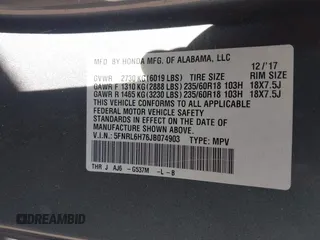 MFD. BY HONDA MFG. OF ALABAMA, LLC 12/'17
GVWR 2730 KG(6019 LBS) TIRE SIZE RIM SIZE
GAWR F 1310 KG(2888 LBS) 235/60R18 103H 18X7.5J
GAWR R 1465 KG(3230 LBS) 235/60R18 103H 18X7.5J
THIS VEHICLE CONFORMS TO ALL APPLICABLE
FEDERAL MOTOR VEHICLE SAFETY
STANDARDS IN EFFECT ON THE DATE OF
MANUFACTURE SHOWN ABOVE.
V.I.N.: 5FNRL6H76JB074903 TYPE: MPV
THR J AJ6 - G537M -L-B